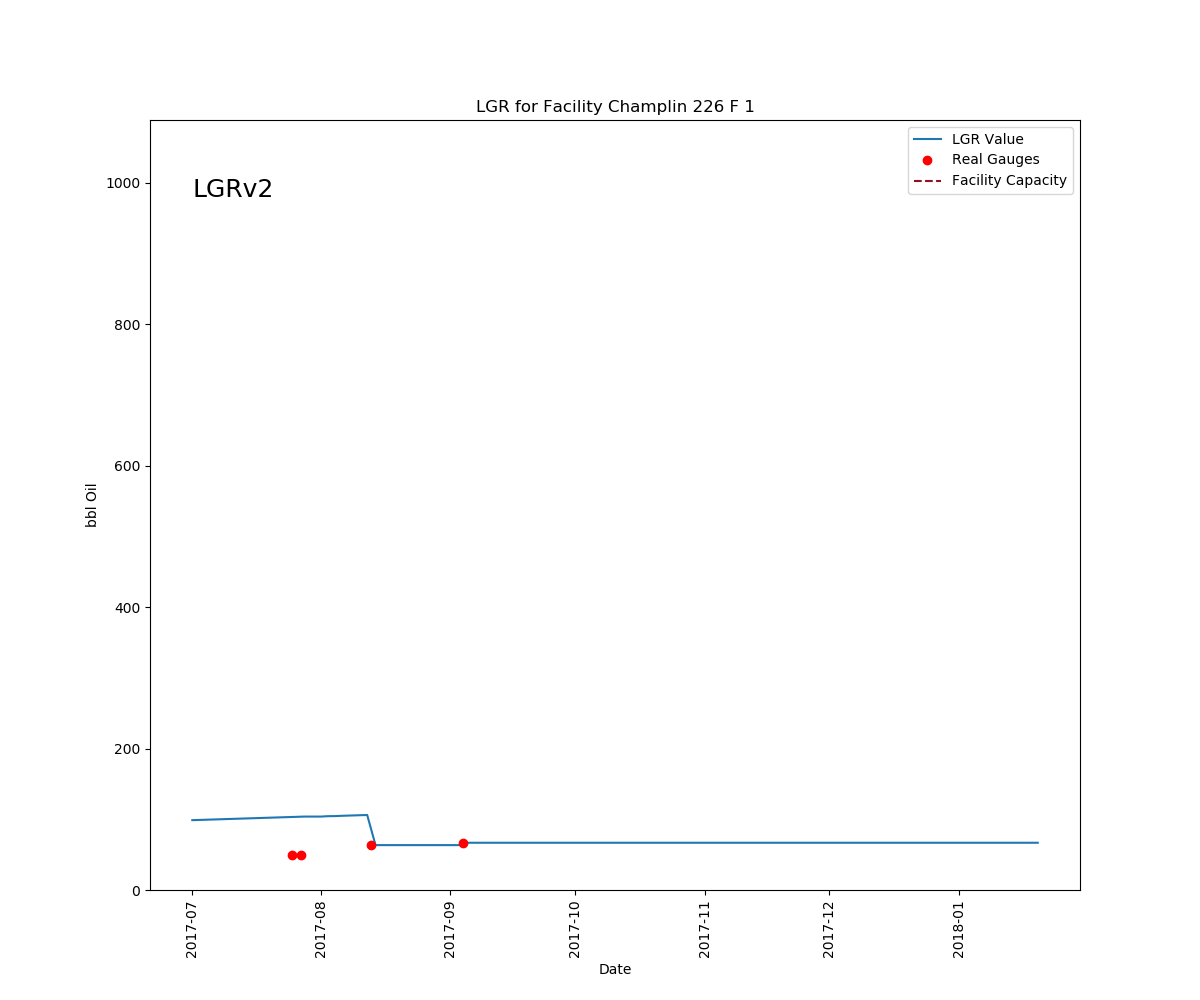 LGR for Facility Champlin 226 F 1
LGRv2
LGR Value
Real Gauges
Facility Capacity
1000
800
600
400
200
0
bbl Oil
2017-07
2017-08
2017-09
2017-10
2017-11
2017-12
2018-01
Date